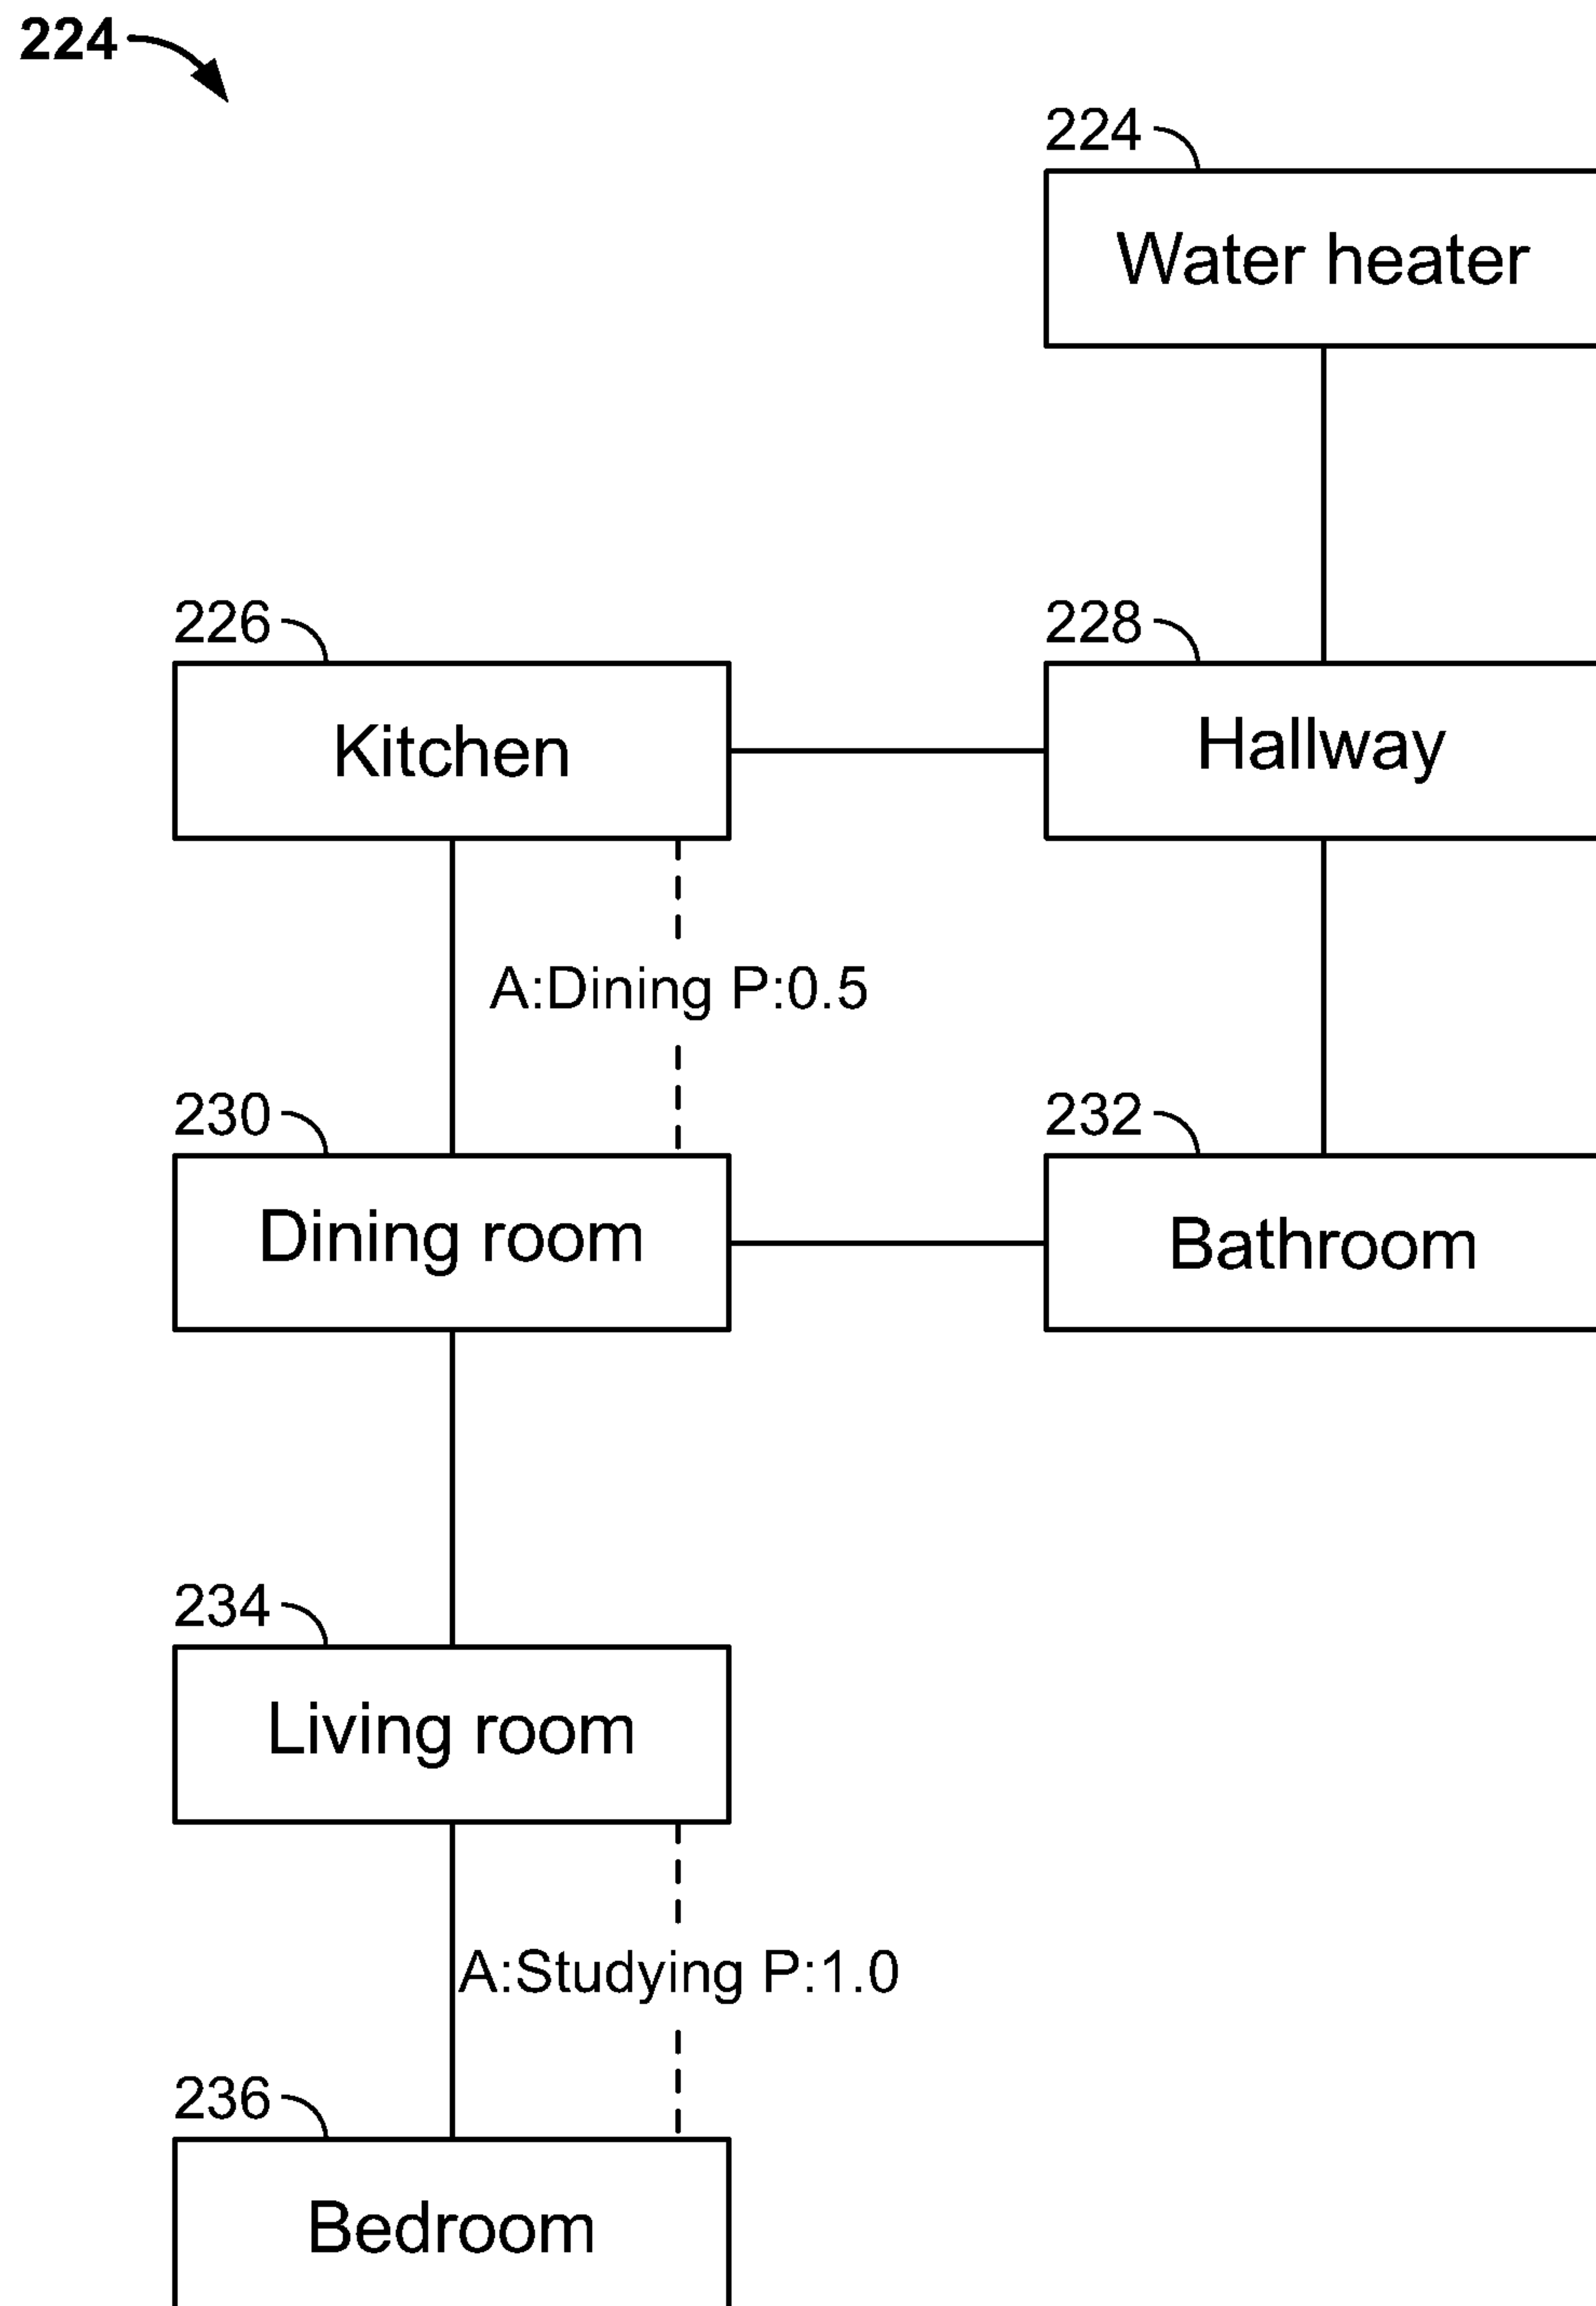 224
224
Water heater
226
228
Kitchen
Hallway
A:Dining P:0.5
230
232
Dining room
Bathroom
234
Living room
A:Studying P:1.0
236
Bedroom